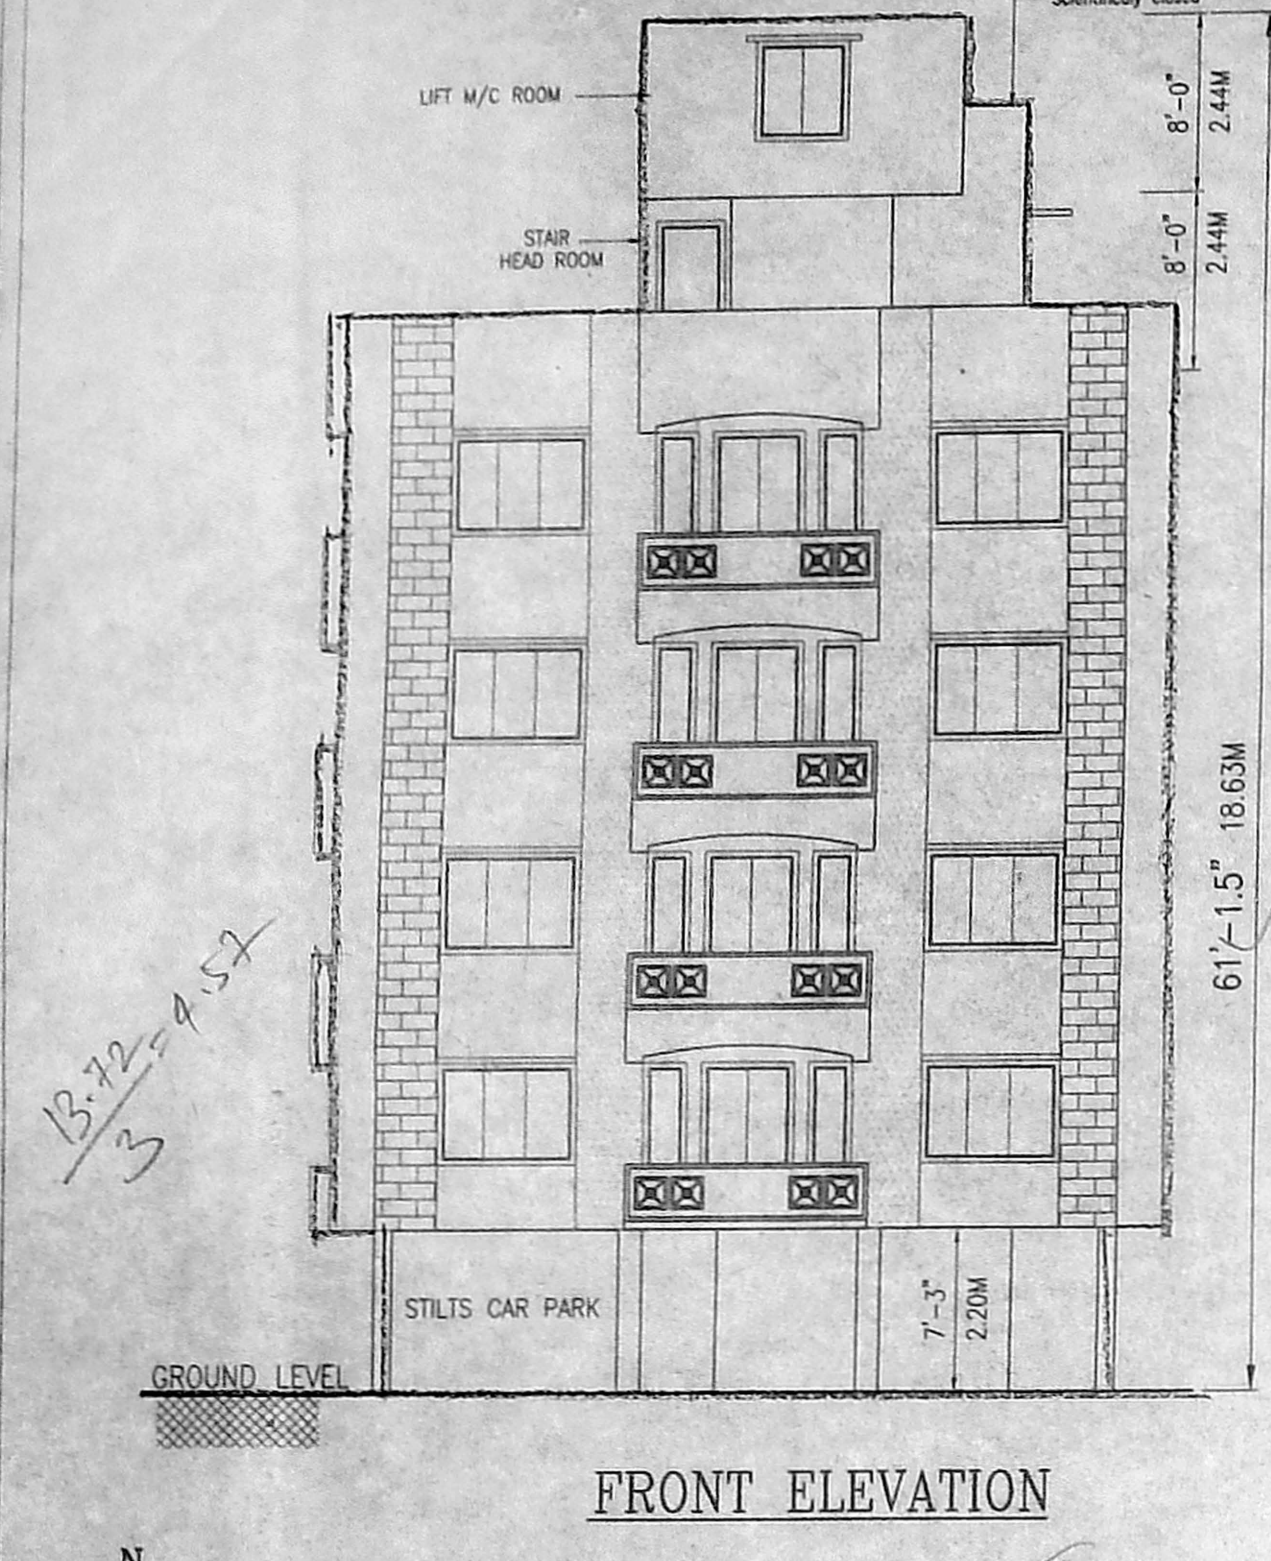 LIFT M/C ROOM
8'-0"
2.44M
STAIR
HEAD ROOM
8'-0"
2.44M
61'-1.5" 18.63M
13.72
3
= 4.57
STILTS CAR PARK
7'-3"
2.20M
GROUND LEVEL
FRONT ELEVATION